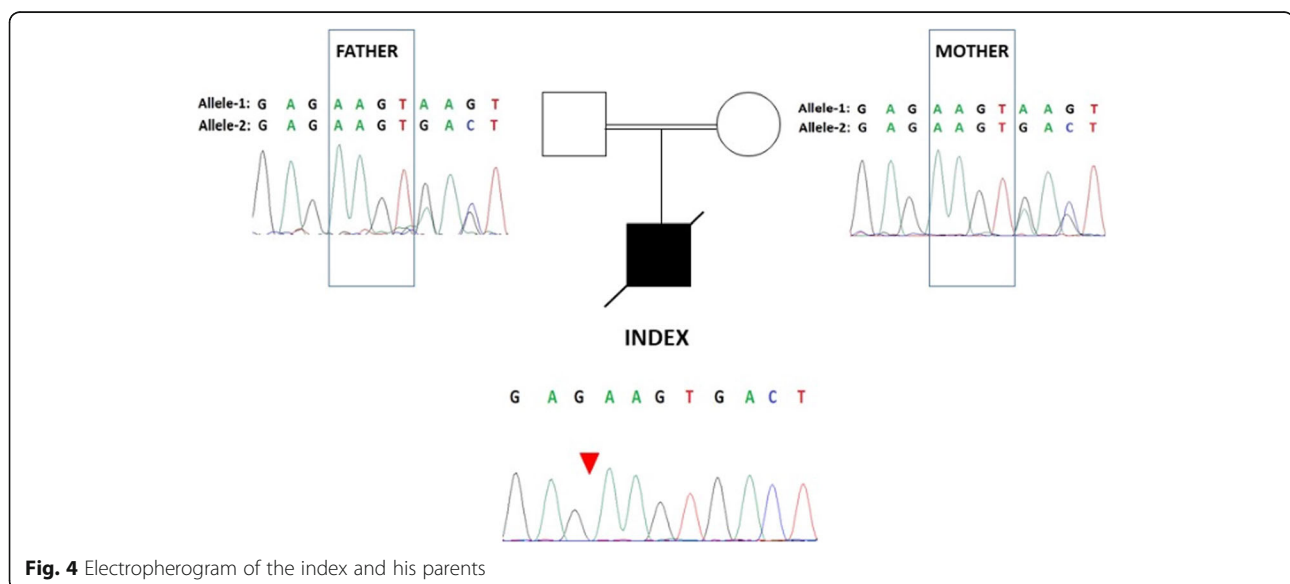 FATHER
Allele-1: G A G A A G T A A G T
Allele-2: G A G A A G T G A C T
MOTHER
Allele-1: G A G A A G T A A G T
Allele-2: G A G A A G T G A C T
INDEX
G A G A A G T G A C T
Fig. 4 Electropherogram of the index and his parents